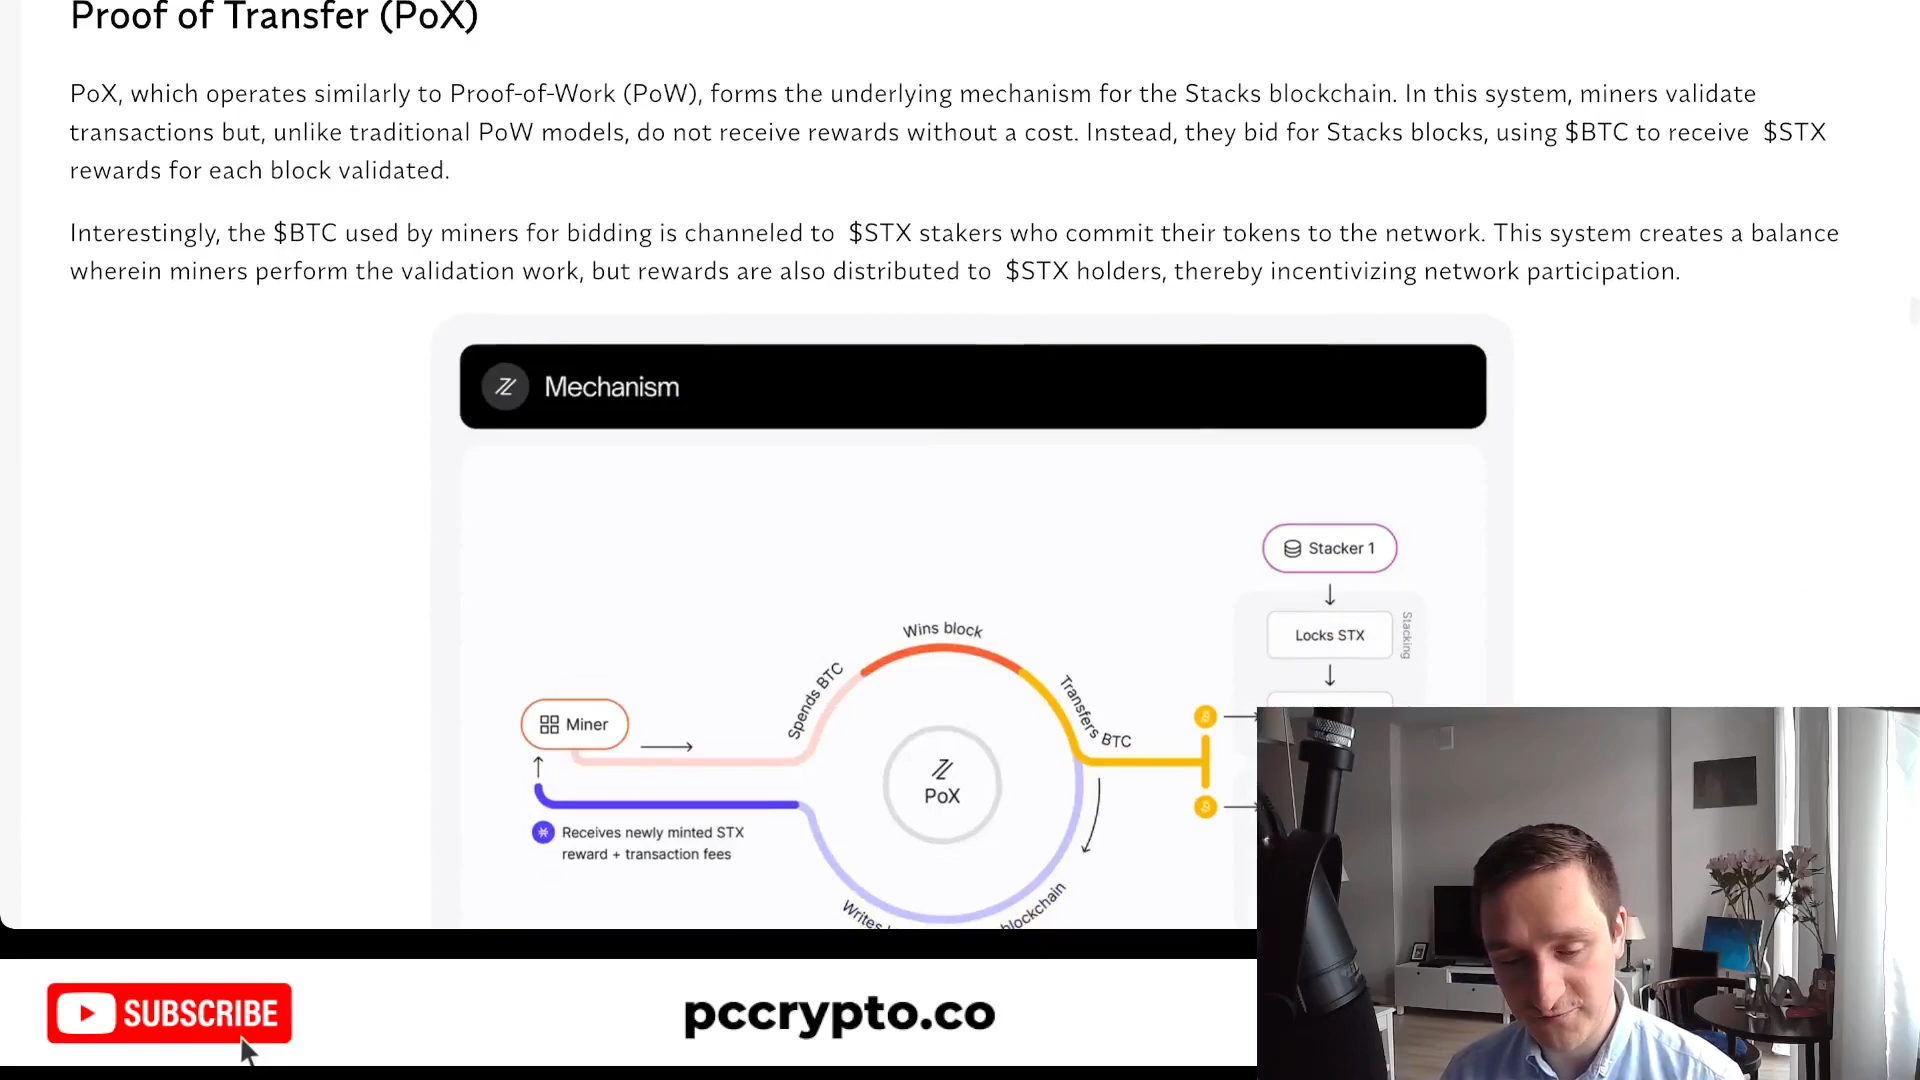 Proof of Transfer (PoX)
PoX, which operates similarly to Proof-of-Work (PoW), forms the underlying mechanism for the Stacks blockchain. In this system, miners validate
transactions but, unlike traditional PoW models, do not receive rewards without a cost. Instead, they bid for Stacks blocks, using $BTC to receive $STX
rewards for each block validated.
Interestingly, the $BTC used by miners for bidding is channeled to $STX stakers who commit their tokens to the network. This system creates a balance
wherein miners perform the validation work, but rewards are also distributed to $STX holders, thereby incentivizing network participation.
Mechanism
Stacker 1
Locks STX
Stacking
Wins block
Spends BTC
Transfers BTC
Miner
PoX
Receives newly minted STX
reward + transaction fees
Writes
blockchain
SUBSCRIBE
pccrypto.co